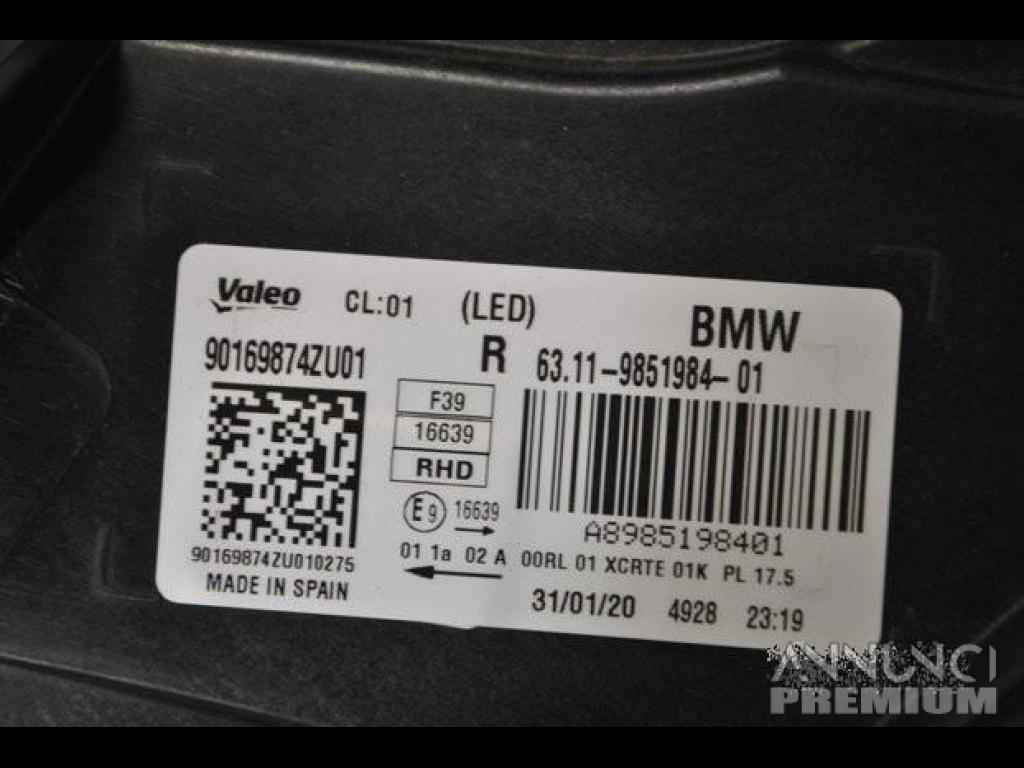 Valeo CL:01 (LED) BMW
90169874ZU01 R 63.11-9851984-01
F39
16639
RHD
E9 16639
A8985198401
90169874ZU010275
01 1a 02 A 00RL 01 XCRTE 01K PL 17.5
MADE IN SPAIN
31/01/20 4928 23:19
ANNUNCI
PREMIUM